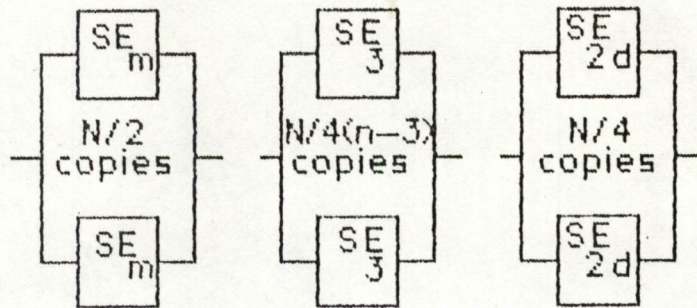 SE m
N/2
copies
SE m
SE 3
N/4(n-3)
copies
SE 3
SE 2d
N/4
copies
SE 2d